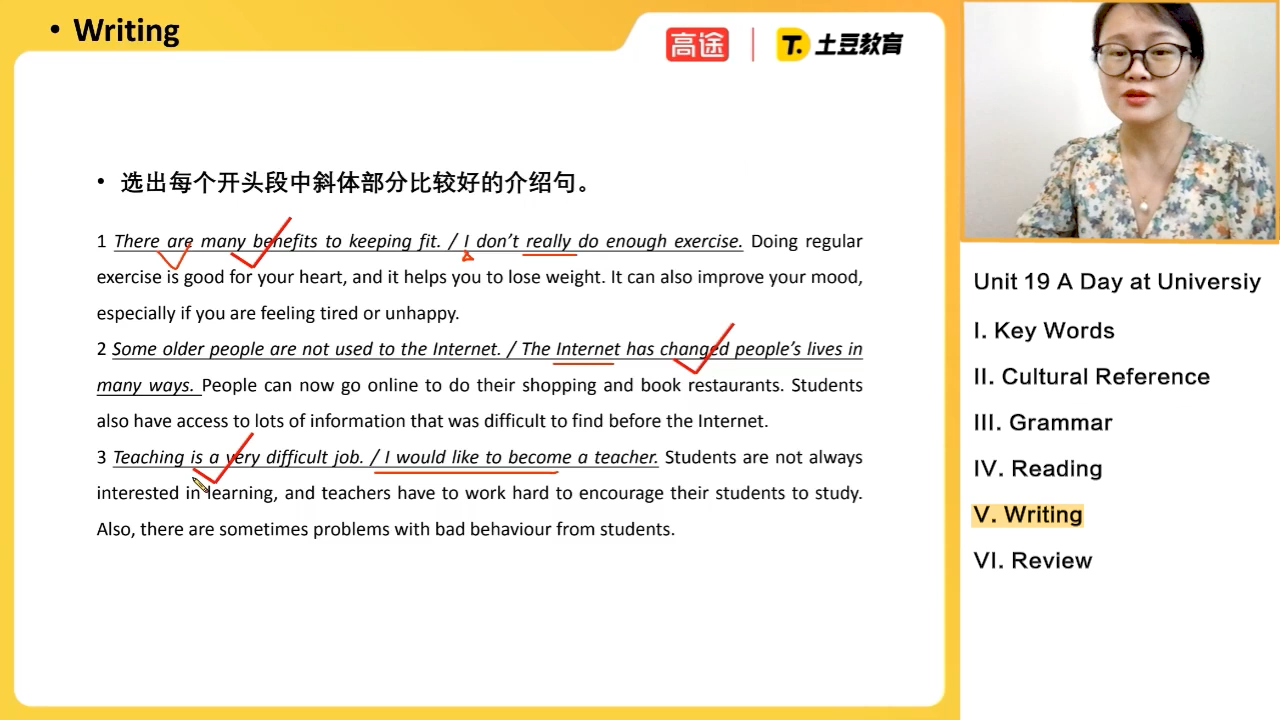 • Writing
高途 | T. 土豆教育
• 选出每个开头段中斜体部分比较好的介绍句。
1 There are many benefits to keeping fit. / I don't really do enough exercise. Doing regular
exercise is good for your heart, and it helps you to lose weight. It can also improve your mood,
especially if you are feeling tired or unhappy.
2 Some older people are not used to the Internet. / The Internet has changed people's lives in
many ways. People can now go online to do their shopping and book restaurants. Students
also have access to lots of information that was difficult to find before the Internet.
3 Teaching is a very difficult job. / I would like to become a teacher. Students are not always
interested in learning, and teachers have to work hard to encourage their students to study.
Also, there are sometimes problems with bad behaviour from students.
Unit 19 A Day at Universiy
I. Key Words
II. Cultural Reference
III. Grammar
IV. Reading
V. Writing
VI. Review